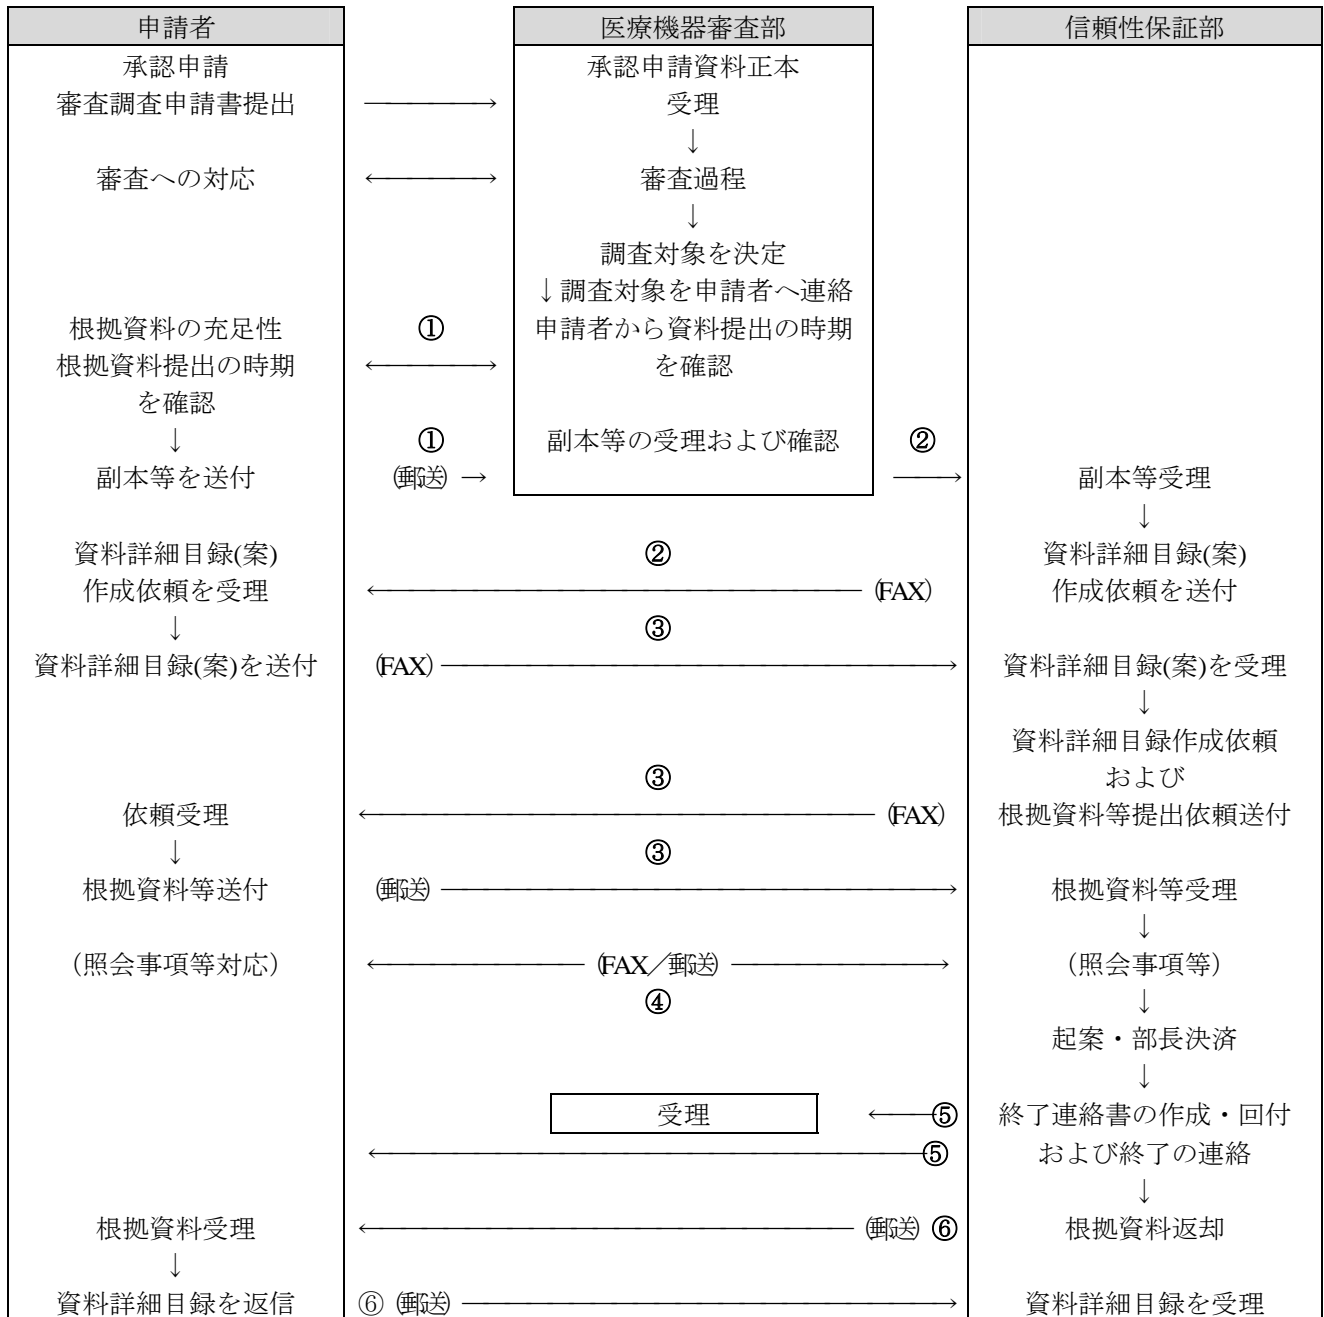 申請者 医療機器審査部 信頼性保証部
承認申請 承認申請資料正本
審査調査申請書提出 ⟶ 受理
↓
審査への対応 ⟷ 審査過程
↓
調査対象を決定
↓調査対象を申請者へ連絡
根拠資料の充足性 ① 申請者から資料提出の時期
根拠資料提出の時期 ⟷ を確認
を確認
↓ ① 副本等の受理および確認 ②
副本等を送付 (郵送) → ⟶ 副本等受理
↓
資料詳細目録(案) ② 資料詳細目録(案)
作成依頼を受理 ⟵ (FAX) 作成依頼を送付
↓ ③
資料詳細目録(案)を送付 (FAX) ⟶ 資料詳細目録(案)を受理
↓
資料詳細目録作成依頼
③ および
依頼受理 ⟵ (FAX) 根拠資料等提出依頼送付
↓ ③
根拠資料等送付 (郵送) ⟶ 根拠資料等受理
↓
(照会事項等対応) ⟵ (FAX/郵送) ⟶ (照会事項等)
④ ↓
起案・部長決済
↓
受理 ⟵⑤ 終了連絡書の作成・回付
⟵⑤ および終了の連絡
↓
根拠資料受理 ⟵ (郵送) ⑥ 根拠資料返却
↓
資料詳細目録を返信 ⑥ (郵送) ⟶ 資料詳細目録を受理